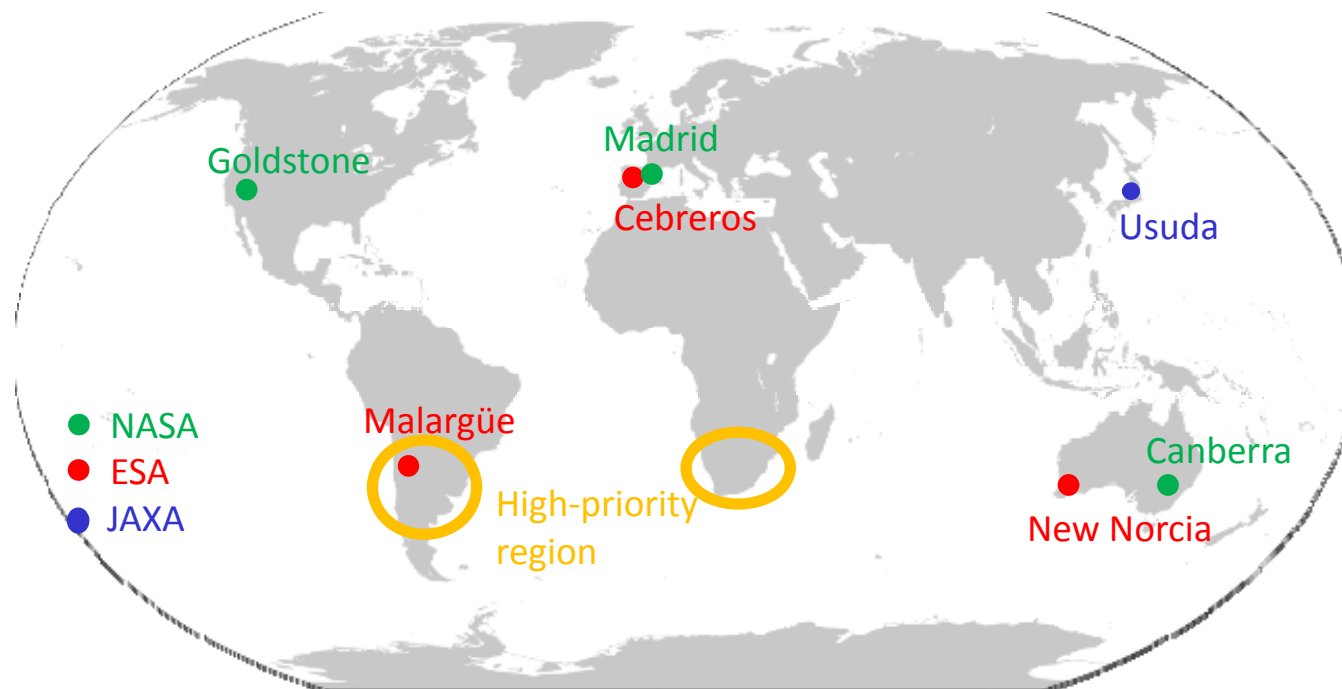 Madrid
Goldstone
Cebreros
Usuda
Malargüe
NASA
Canberra
ESA
High-priority
region
JAXA
New Norcia